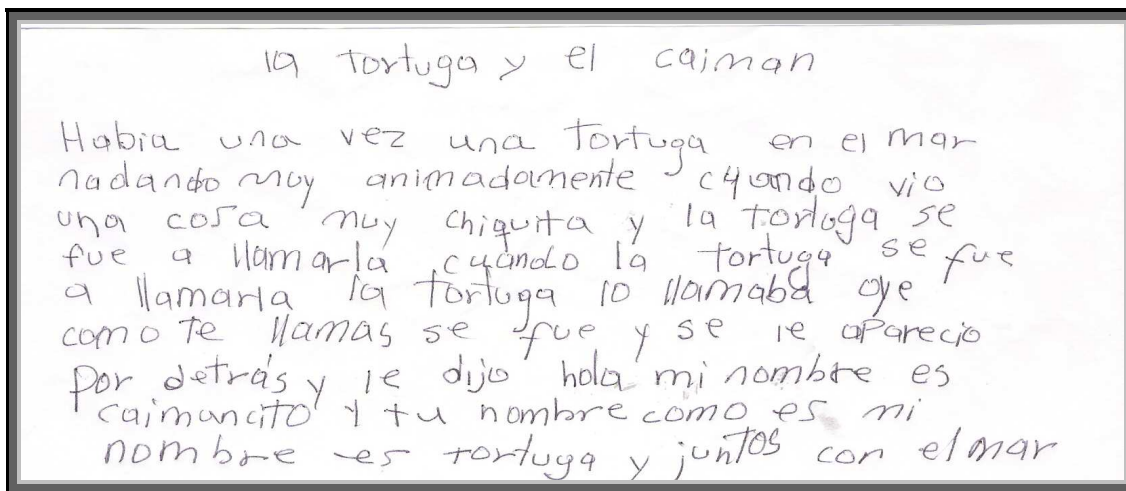 la tortuga y el caiman
Habia una vez una tortuga en el mar
nadando muy animadamente cuando vio
una cosa muy chiquita y la tortoga se
fue a llamarla cuando la tortuga se fue
a llamarla la tortuga lo llamaba oye
como te llamas se fue y se le aparecio
por detrás y le dijo hola mi nombre es
caimancito y tu nombre como es mi
nombre es tortuga y juntos con el mar